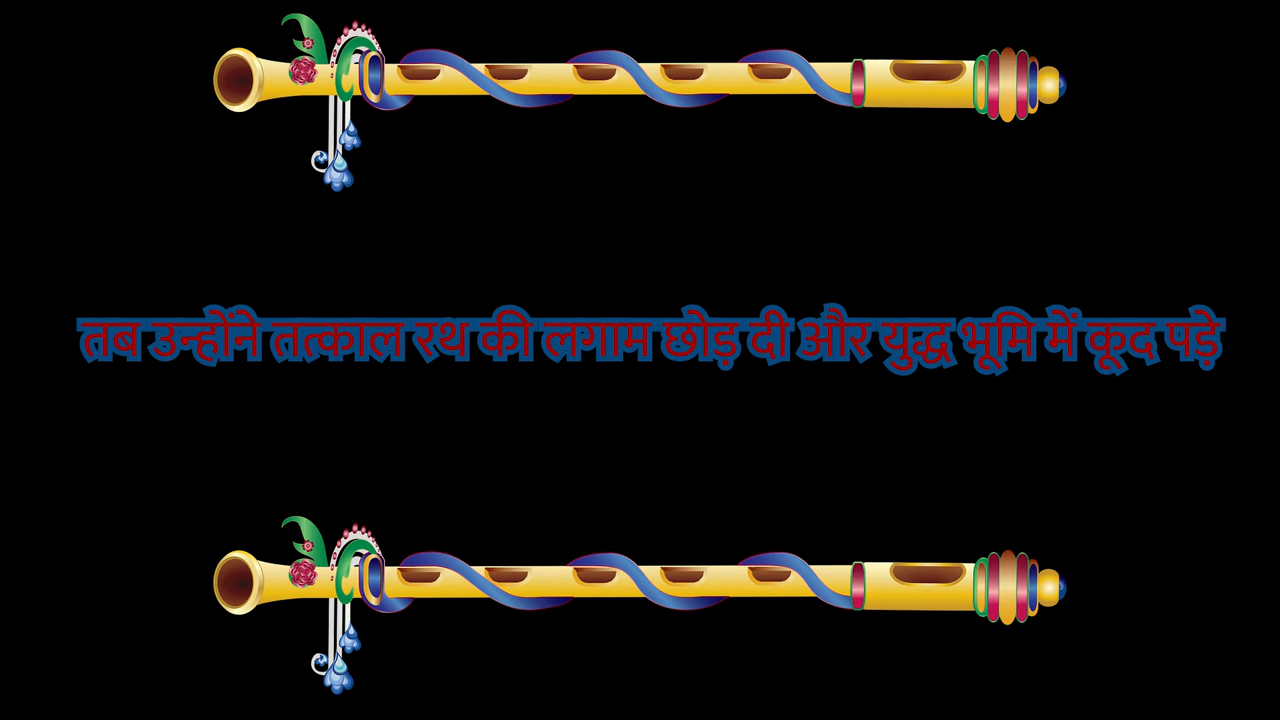 तब उन्होंने तत्काल रथ की लगाम छोड़ दी और युद्ध भूमि में कूद पड़े